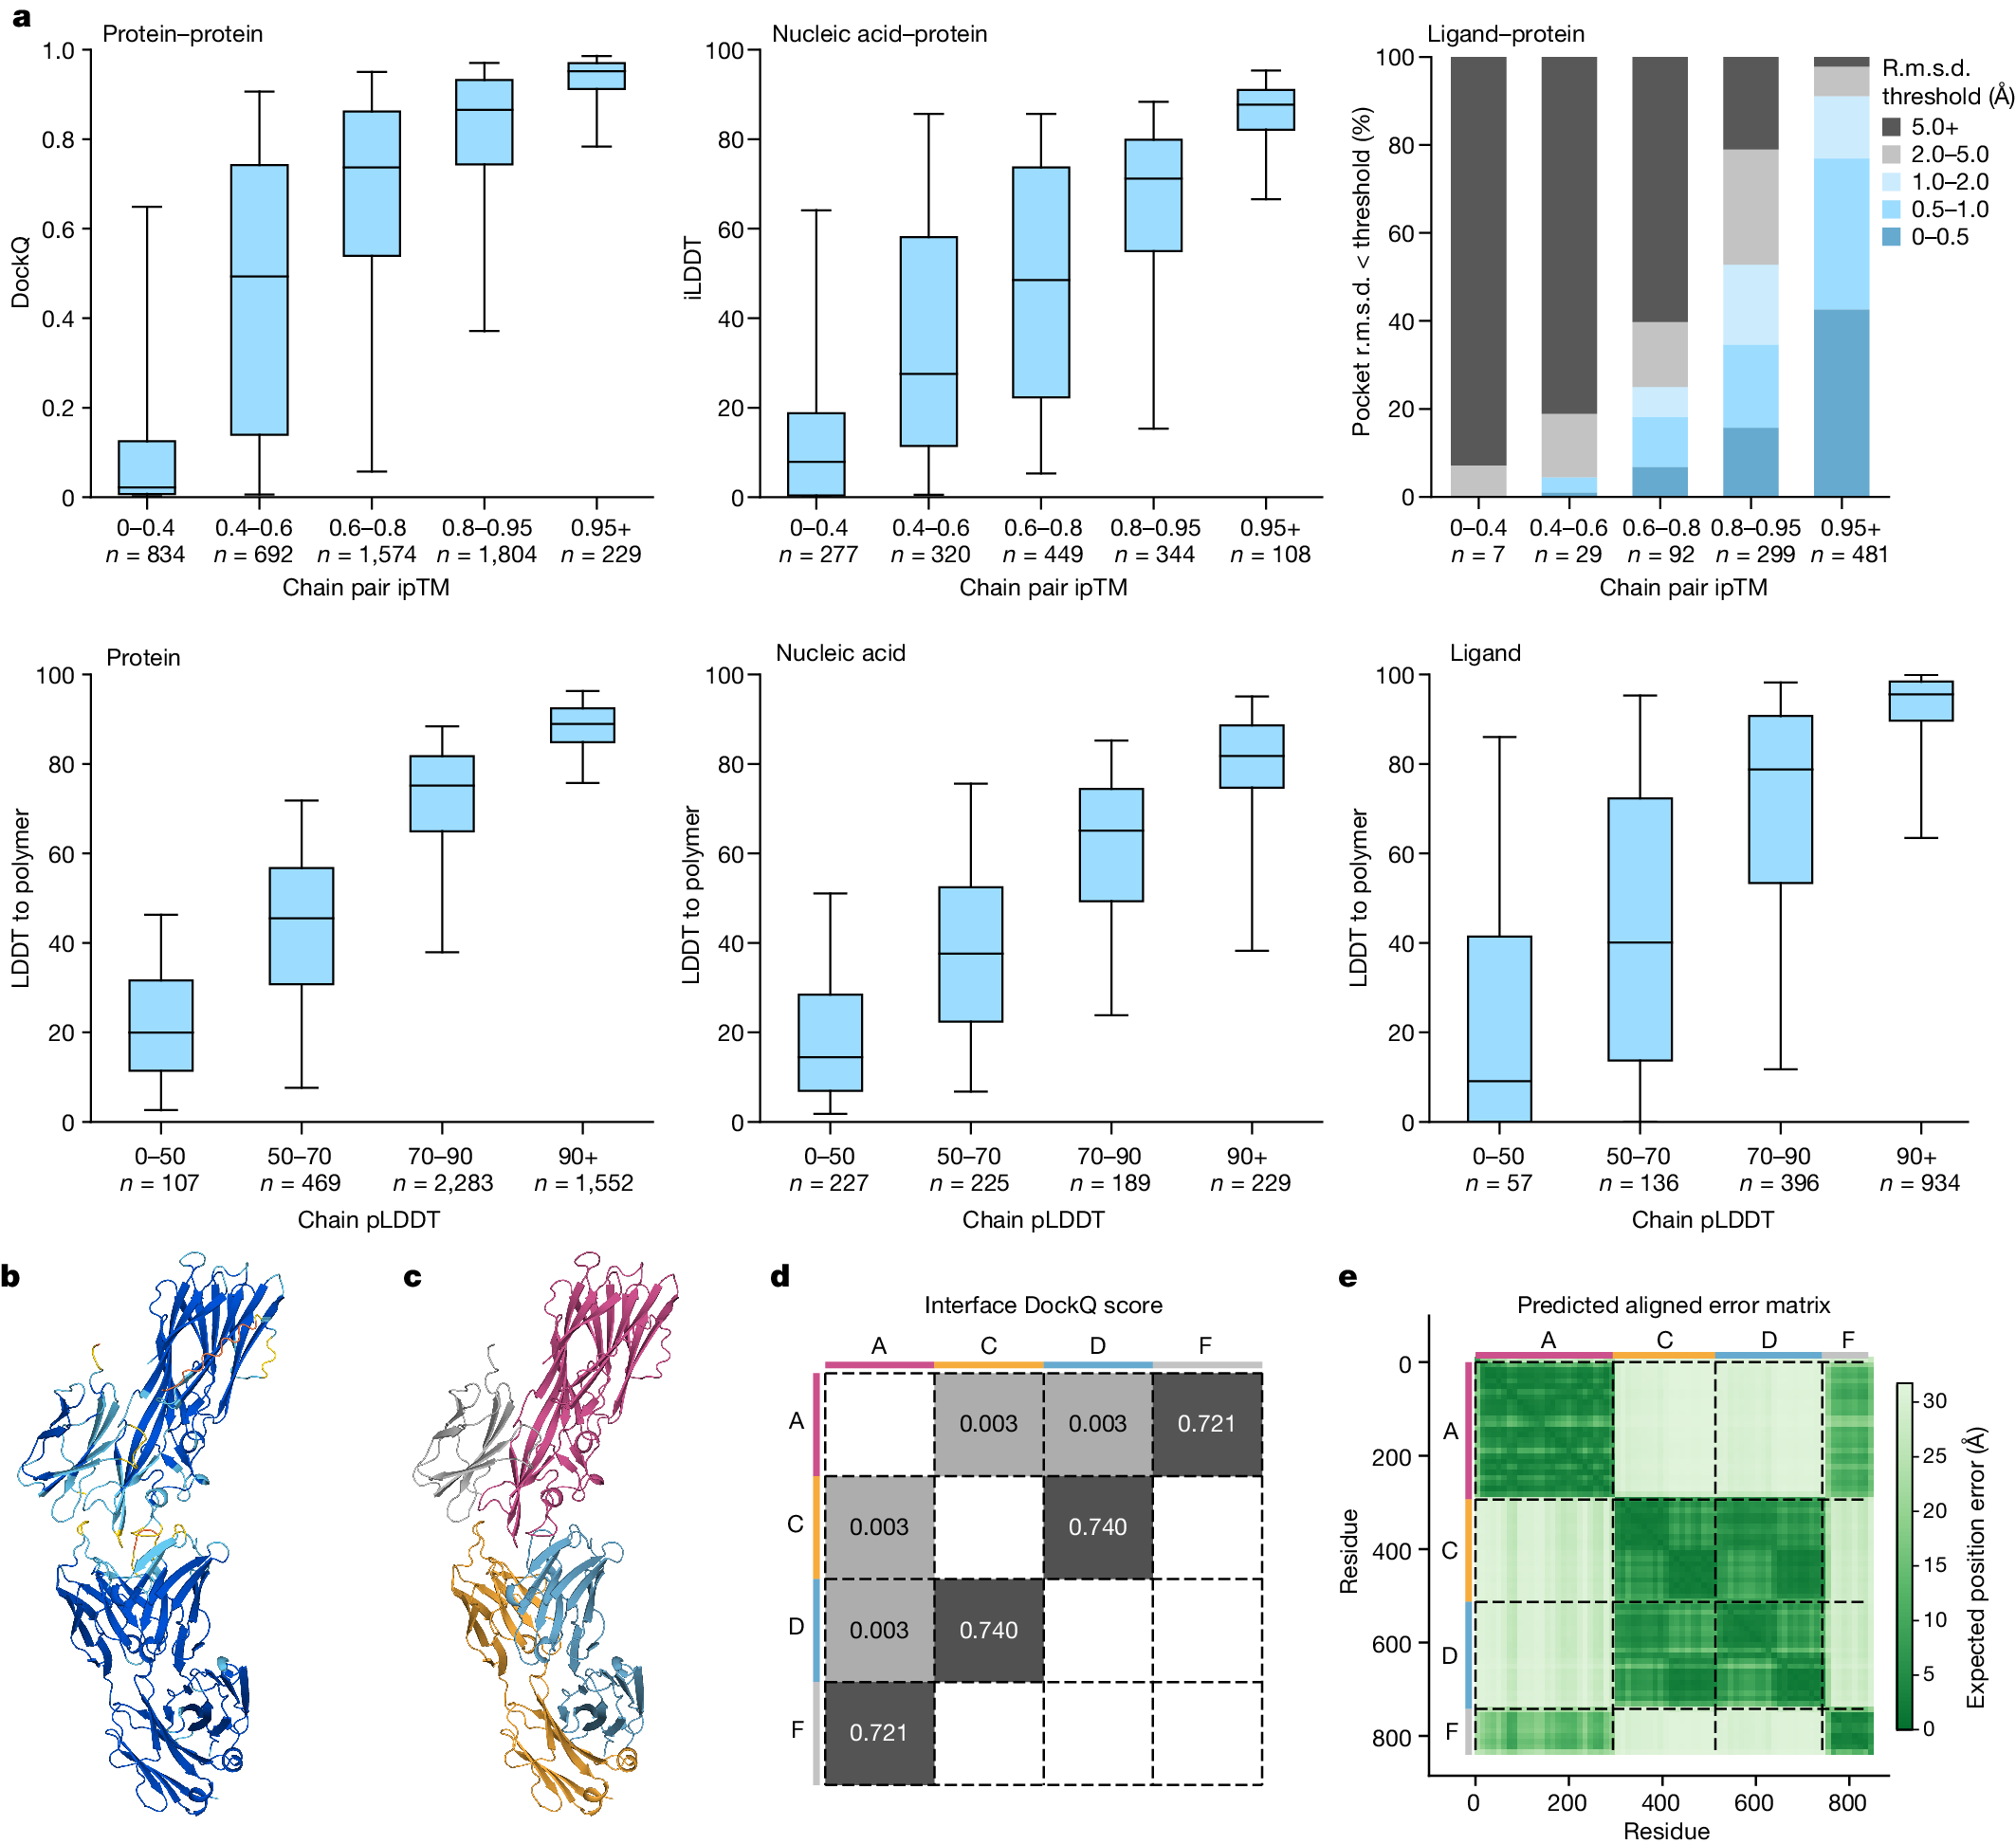 a
Protein–protein
DockQ
1.0
0.8
0.6
0.4
0.2
0
0–0.4
0.4–0.6
0.6–0.8
0.8–0.95
0.95+
n = 834
n = 692
n = 1,574
n = 1,804
n = 229
Chain pair ipTM
Nucleic acid–protein
iLDDT
100
80
60
40
20
0
0–0.4
0.4–0.6
0.6–0.8
0.8–0.95
0.95+
n = 277
n = 320
n = 449
n = 344
n = 108
Chain pair ipTM
Ligand–protein
Pocket r.m.s.d. < threshold (%)
100
80
60
40
20
0
0–0.4
0.4–0.6
0.6–0.8
0.8–0.95
0.95+
n = 7
n = 29
n = 92
n = 299
n = 481
Chain pair ipTM
R.m.s.d.
threshold (Å)
5.0+
2.0–5.0
1.0–2.0
0.5–1.0
0–0.5
Protein
LDDT to polymer
100
80
60
40
20
0
0–50
50–70
70–90
90+
n = 107
n = 469
n = 2,283
n = 1,552
Chain pLDDT
Nucleic acid
LDDT to polymer
100
80
60
40
20
0
0–50
50–70
70–90
90+
n = 227
n = 225
n = 189
n = 229
Chain pLDDT
Ligand
LDDT to polymer
100
80
60
40
20
0
0–50
50–70
70–90
90+
n = 57
n = 136
n = 396
n = 934
Chain pLDDT
b
c
d
Interface DockQ score
A C D F
A 0.003 0.003 0.721
C 0.003 0.740
D 0.003 0.740
F 0.721
e
Predicted aligned error matrix
A C D F
Residue
0
200
400
600
800
A
C
D
F
0 200 400 600 800
Residue
30
25
20
15
10
5
0
Expected position error (Å)